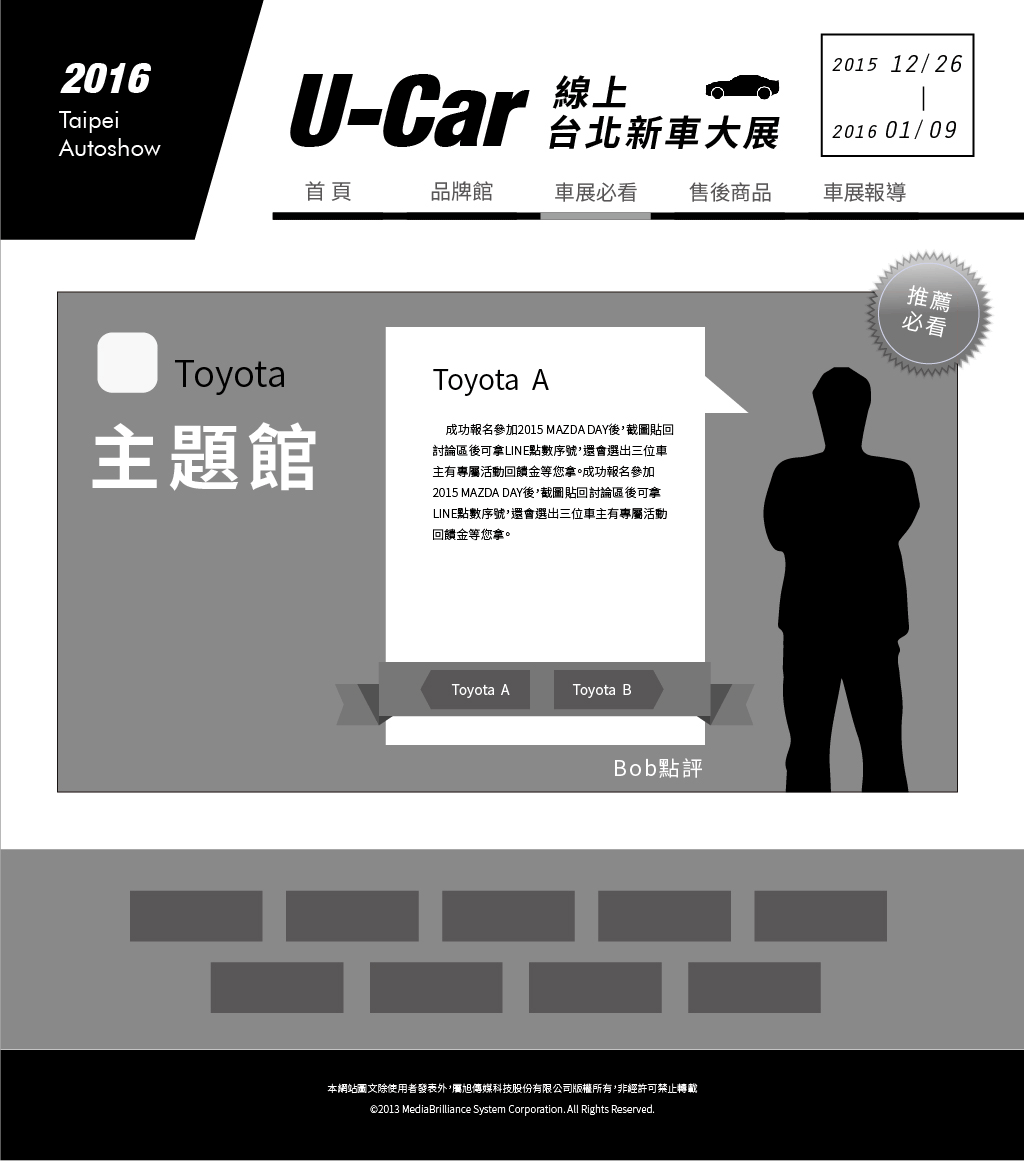 2016
Taipei
Autoshow
U-Car
線上
台北新車大展
2015 12/26
|
2016 01/09
首頁 品牌館 車展必看 售後商品 車展報導
推薦
必看
Toyota
主題館
Toyota A
成功報名參加2015 MAZDA DAY後，截圖貼回
討論區後可拿LINE點數序號，還會選出三位車
主有專屬活動回饋金等您拿。成功報名參加
2015 MAZDA DAY後，截圖貼回討論區後可拿
LINE點數序號，還會選出三位車主有專屬活動
回饋金等您拿。
Toyota A Toyota B
Bob點評
本網站圖文除使用者發表外，屬旭傳媒科技股份有限公司版權所有，非經許可禁止轉載
©2013 MediaBrilliance System Corporation. All Rights Reserved.